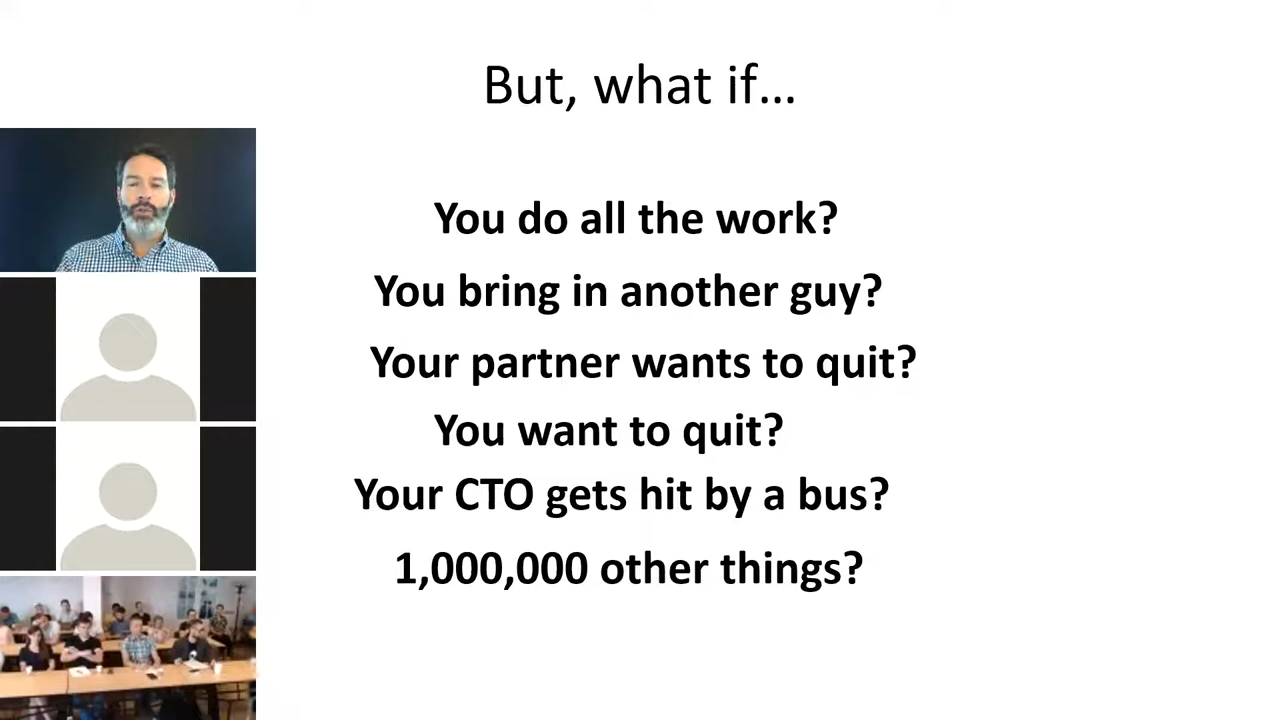 But, what if…
You do all the work?
You bring in another guy?
Your partner wants to quit?
You want to quit?
Your CTO gets hit by a bus?
1,000,000 other things?